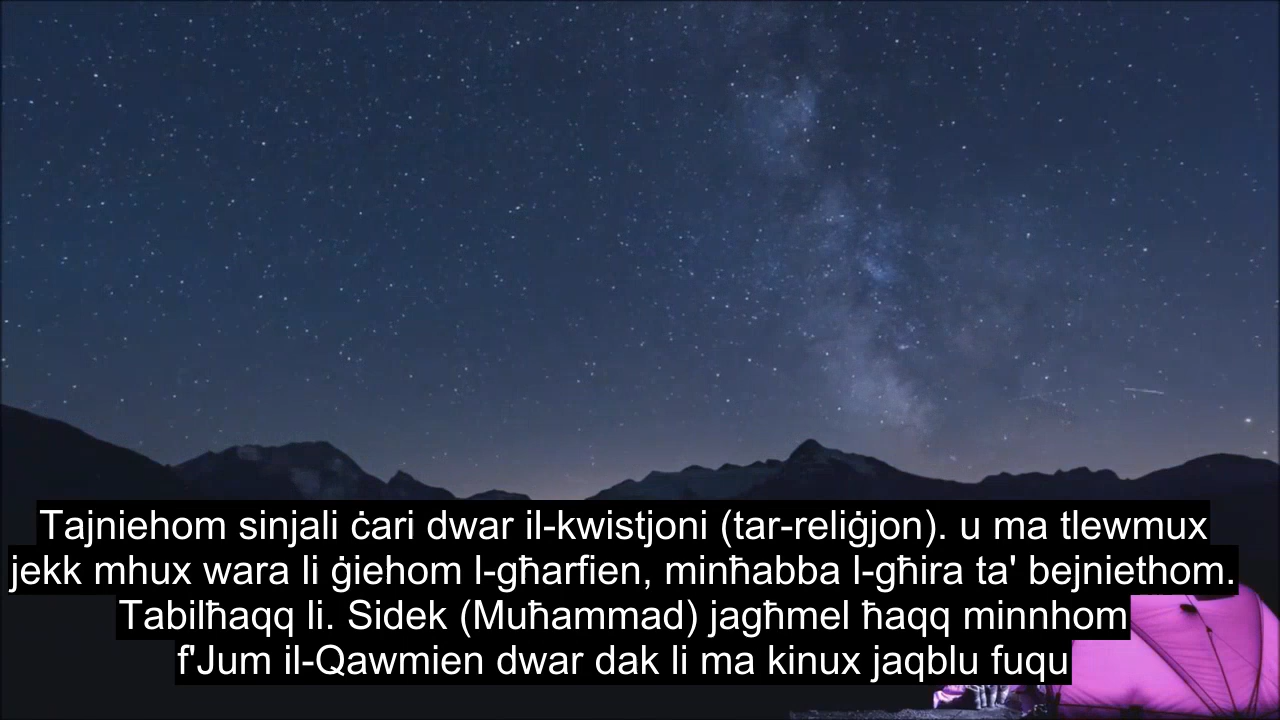 Tajniehom sinjali ċari dwar il-kwistjoni (tar-reliġjon). u ma tlewmux
jekk mhux wara li ġiehom l-għarfien, minħabba l-għira ta' bejniethom.
Tabilħaqq li. Sidek (Muħammad) jagħmel ħaqq minnhom
f'Jum il-Qawmien dwar dak li ma kinux jaqblu fuqu